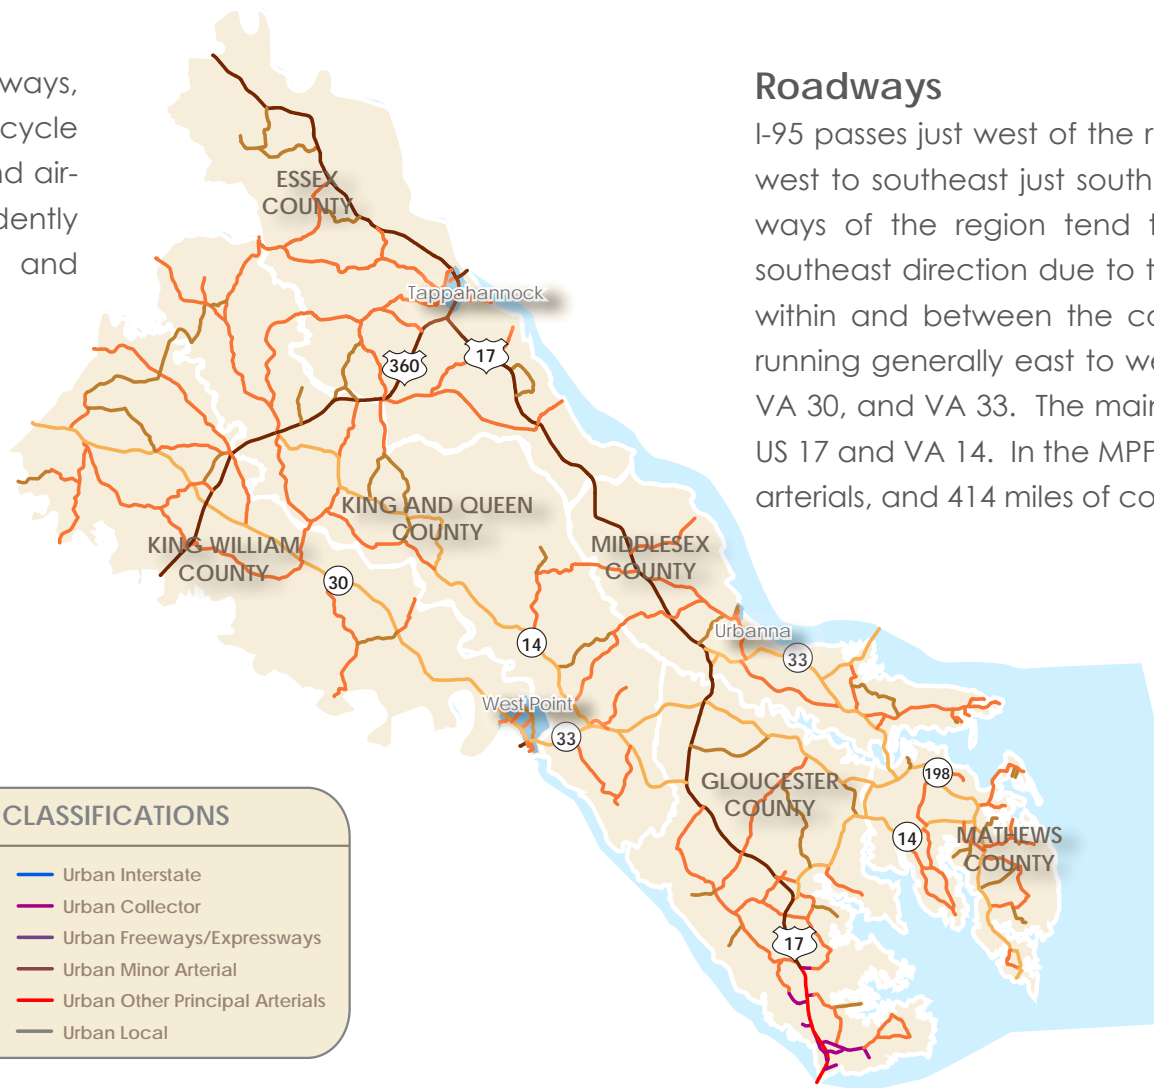 ways,
cycle
nd air-
dently
and
Roadways
I-95 passes just west of the r
west to southeast just south
ways of the region tend t
southeast direction due to t
within and between the co
running generally east to we
VA 30, and VA 33. The main
US 17 and VA 14. In the MPP
arterials, and 414 miles of co
ESSEX
COUNTY
Tappahannock
360
17
KING AND QUEEN
COUNTY
KING WILLIAM
COUNTY
MIDDLESEX
COUNTY
30
14
Urbanna
33
West Point
33
GLOUCESTER
COUNTY
198
14
MATHEWS
COUNTY
17
CLASSIFICATIONS
Urban Interstate
Urban Collector
Urban Freeways/Expressways
Urban Minor Arterial
Urban Other Principal Arterials
Urban Local